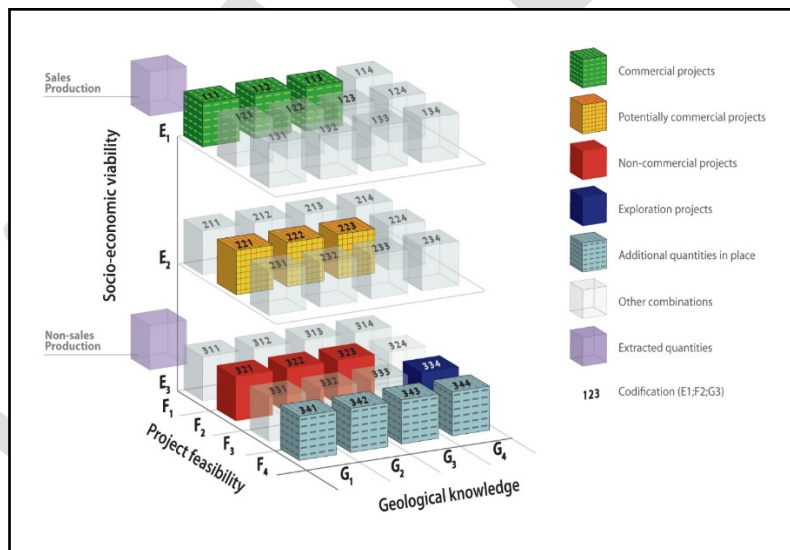 Sales
Production
E1
Socio-economic viability
E2
Non-sales
Production
E3
F1
F2
F3
F4
Project feasibility
G1
G2
G3
G4
Geological knowledge
111
112
113
114
121
122
123
124
131
132
133
134
211
212
213
214
221
222
223
224
231
232
233
234
311
312
313
314
321
322
323
324
331
332
333
334
341
342
343
344
Commercial projects
Potentially commercial projects
Non-commercial projects
Exploration projects
Additional quantities in place
Other combinations
Extracted quantities
123 Codification (E1;F2;G3)